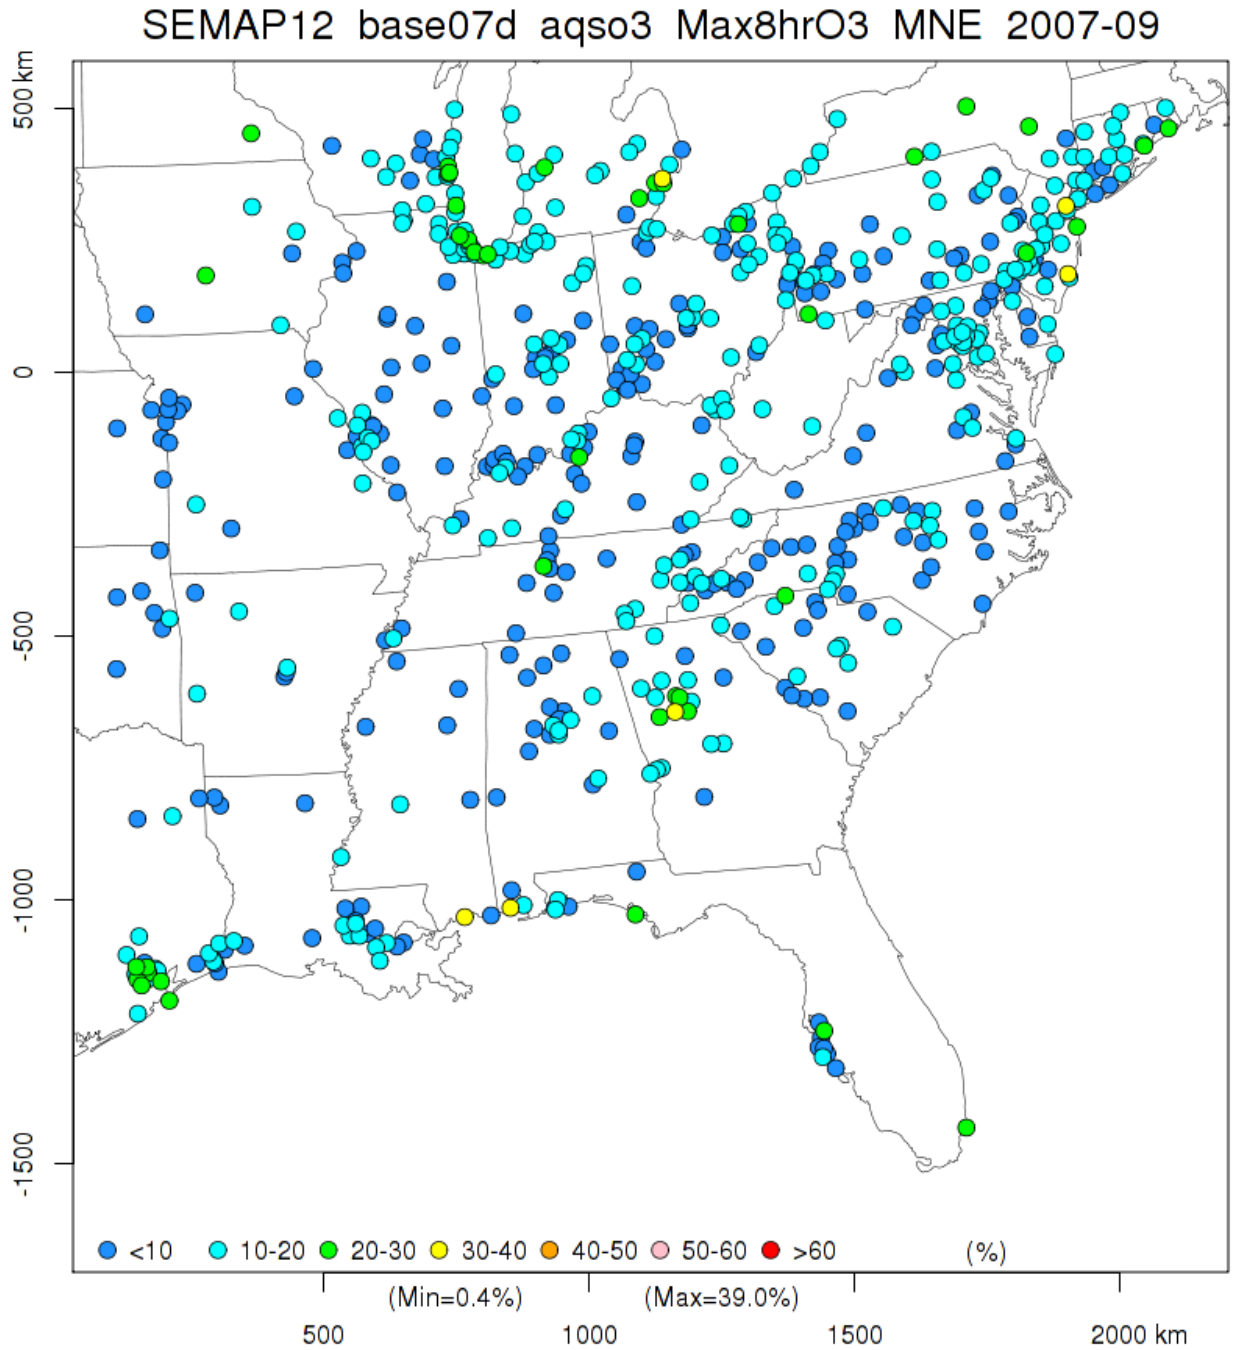 SEMAP12 base07d aqso3 Max8hrO3 MNE 2007-09
500 km
0
-500
-1000
-1500
<10 10-20 20-30 30-40 40-50 50-60 >60 (%)
(Min=0.4%) (Max=39.0%)
500 1000 1500 2000 km